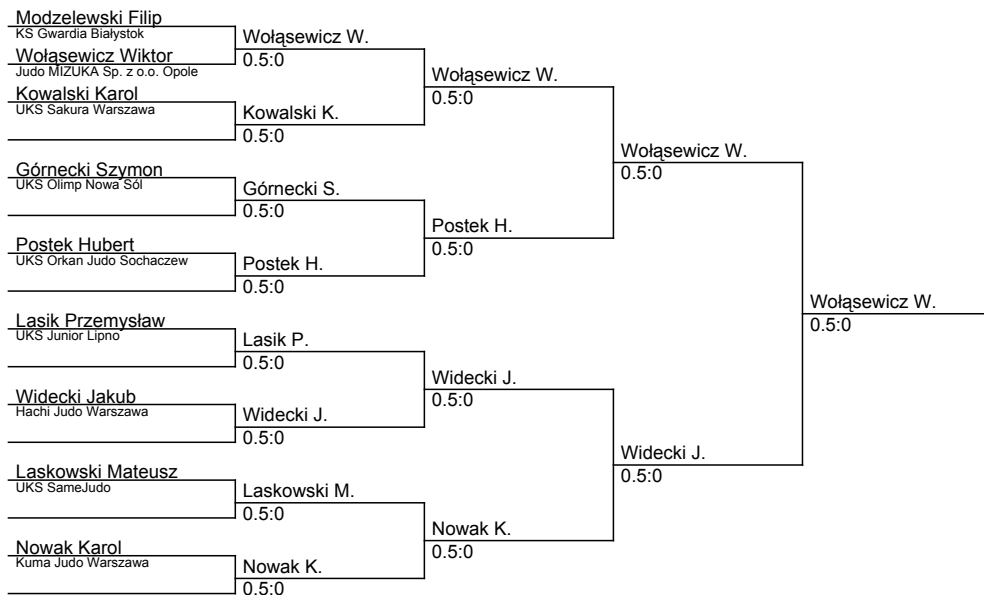 Modzelewski Filip
KS Gwardia Białystok
Wołąsewicz Wiktor
Judo MIZUKA Sp. z o.o. Opole
Kowalski Karol
UKS Sakura Warszawa
Górnecki Szymon
UKS Olimp Nowa Sól
Postek Hubert
UKS Orkan Judo Sochaczew
Lasik Przemysław
UKS Junior Lipno
Widecki Jakub
Hachi Judo Warszawa
Laskowski Mateusz
UKS SameJudo
Nowak Karol
Kuma Judo Warszawa
Wołąsewicz W.
0.5:0
Kowalski K.
0.5:0
Górnecki S.
0.5:0
Postek H.
0.5:0
Lasik P.
0.5:0
Widecki J.
0.5:0
Laskowski M.
0.5:0
Nowak K.
0.5:0
Wołąsewicz W.
0.5:0
Postek H.
0.5:0
Widecki J.
0.5:0
Nowak K.
0.5:0
Wołąsewicz W.
0.5:0
Widecki J.
0.5:0
Wołąsewicz W.
0.5:0